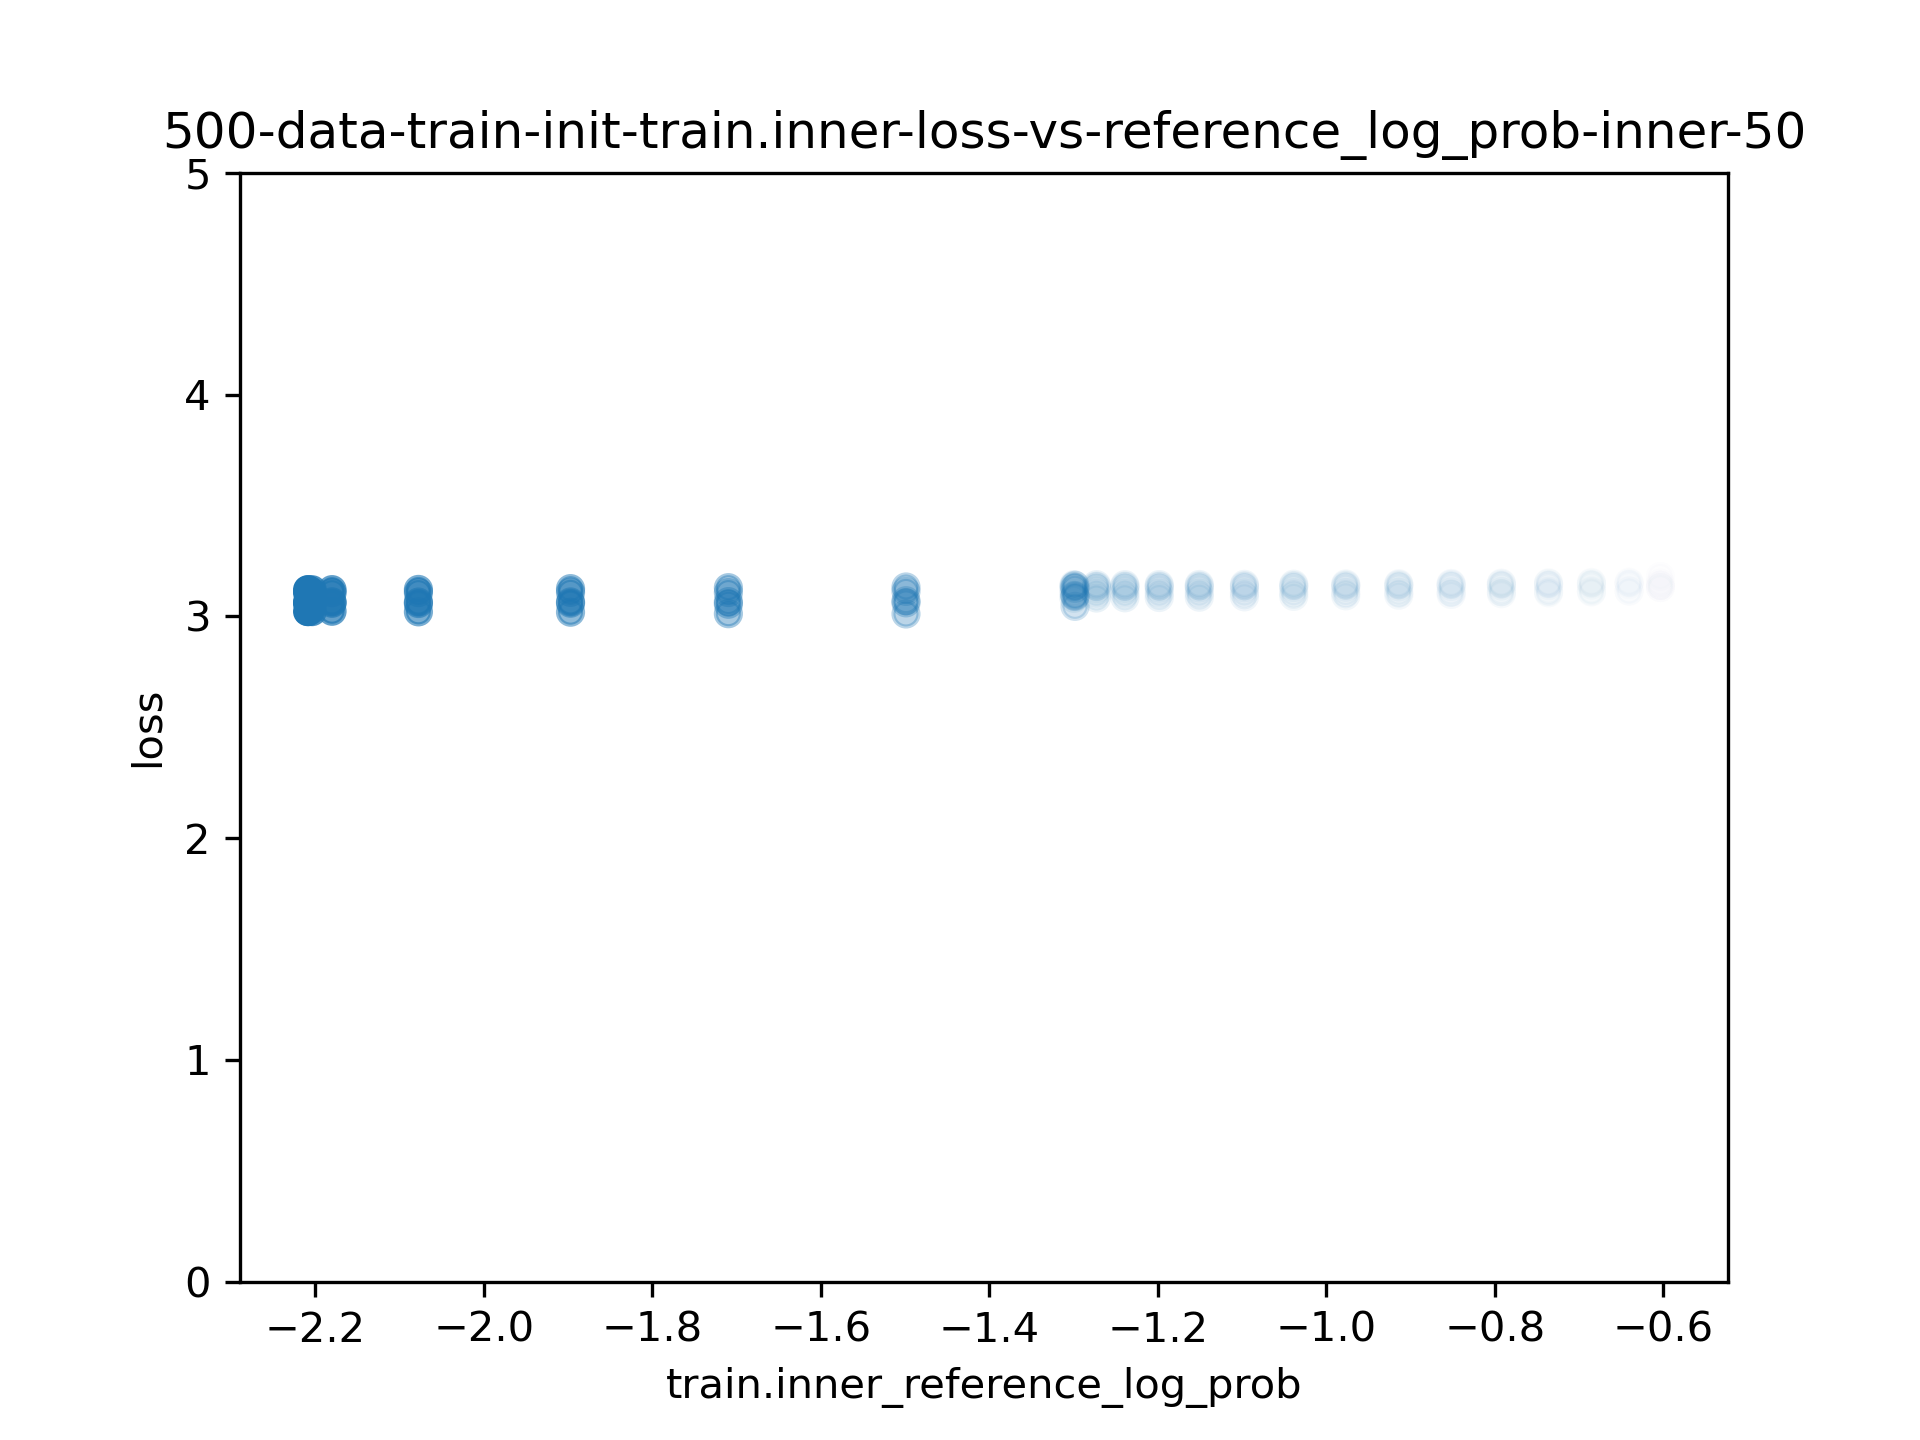 500-data-train-init-train.inner-loss-vs-reference_log_prob-inner-50
5
4
3
2
1
0
loss
−2.2 −2.0 −1.8 −1.6 −1.4 −1.2 −1.0 −0.8 −0.6
train.inner_reference_log_prob